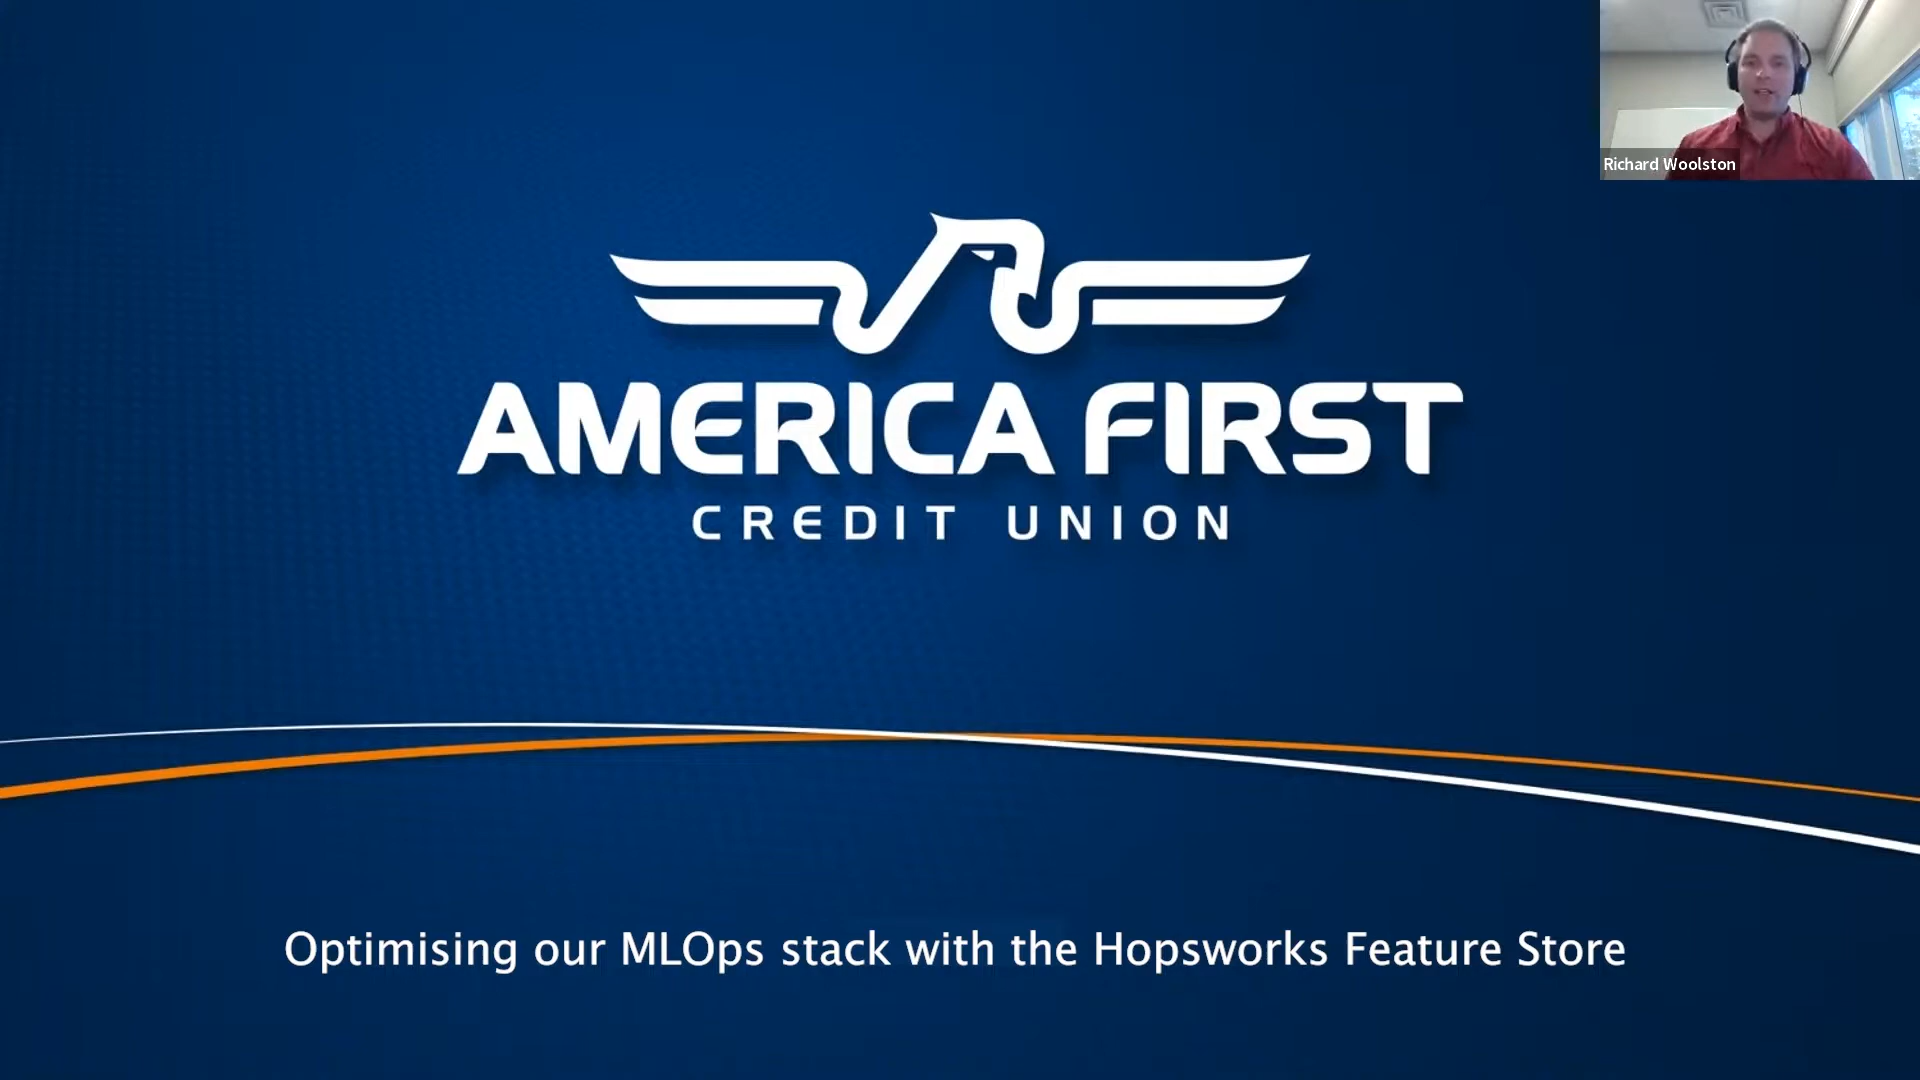 Richard Woolston
AMERICA FIRST
CREDIT UNION
Optimising our MLOps stack with the Hopsworks Feature Store